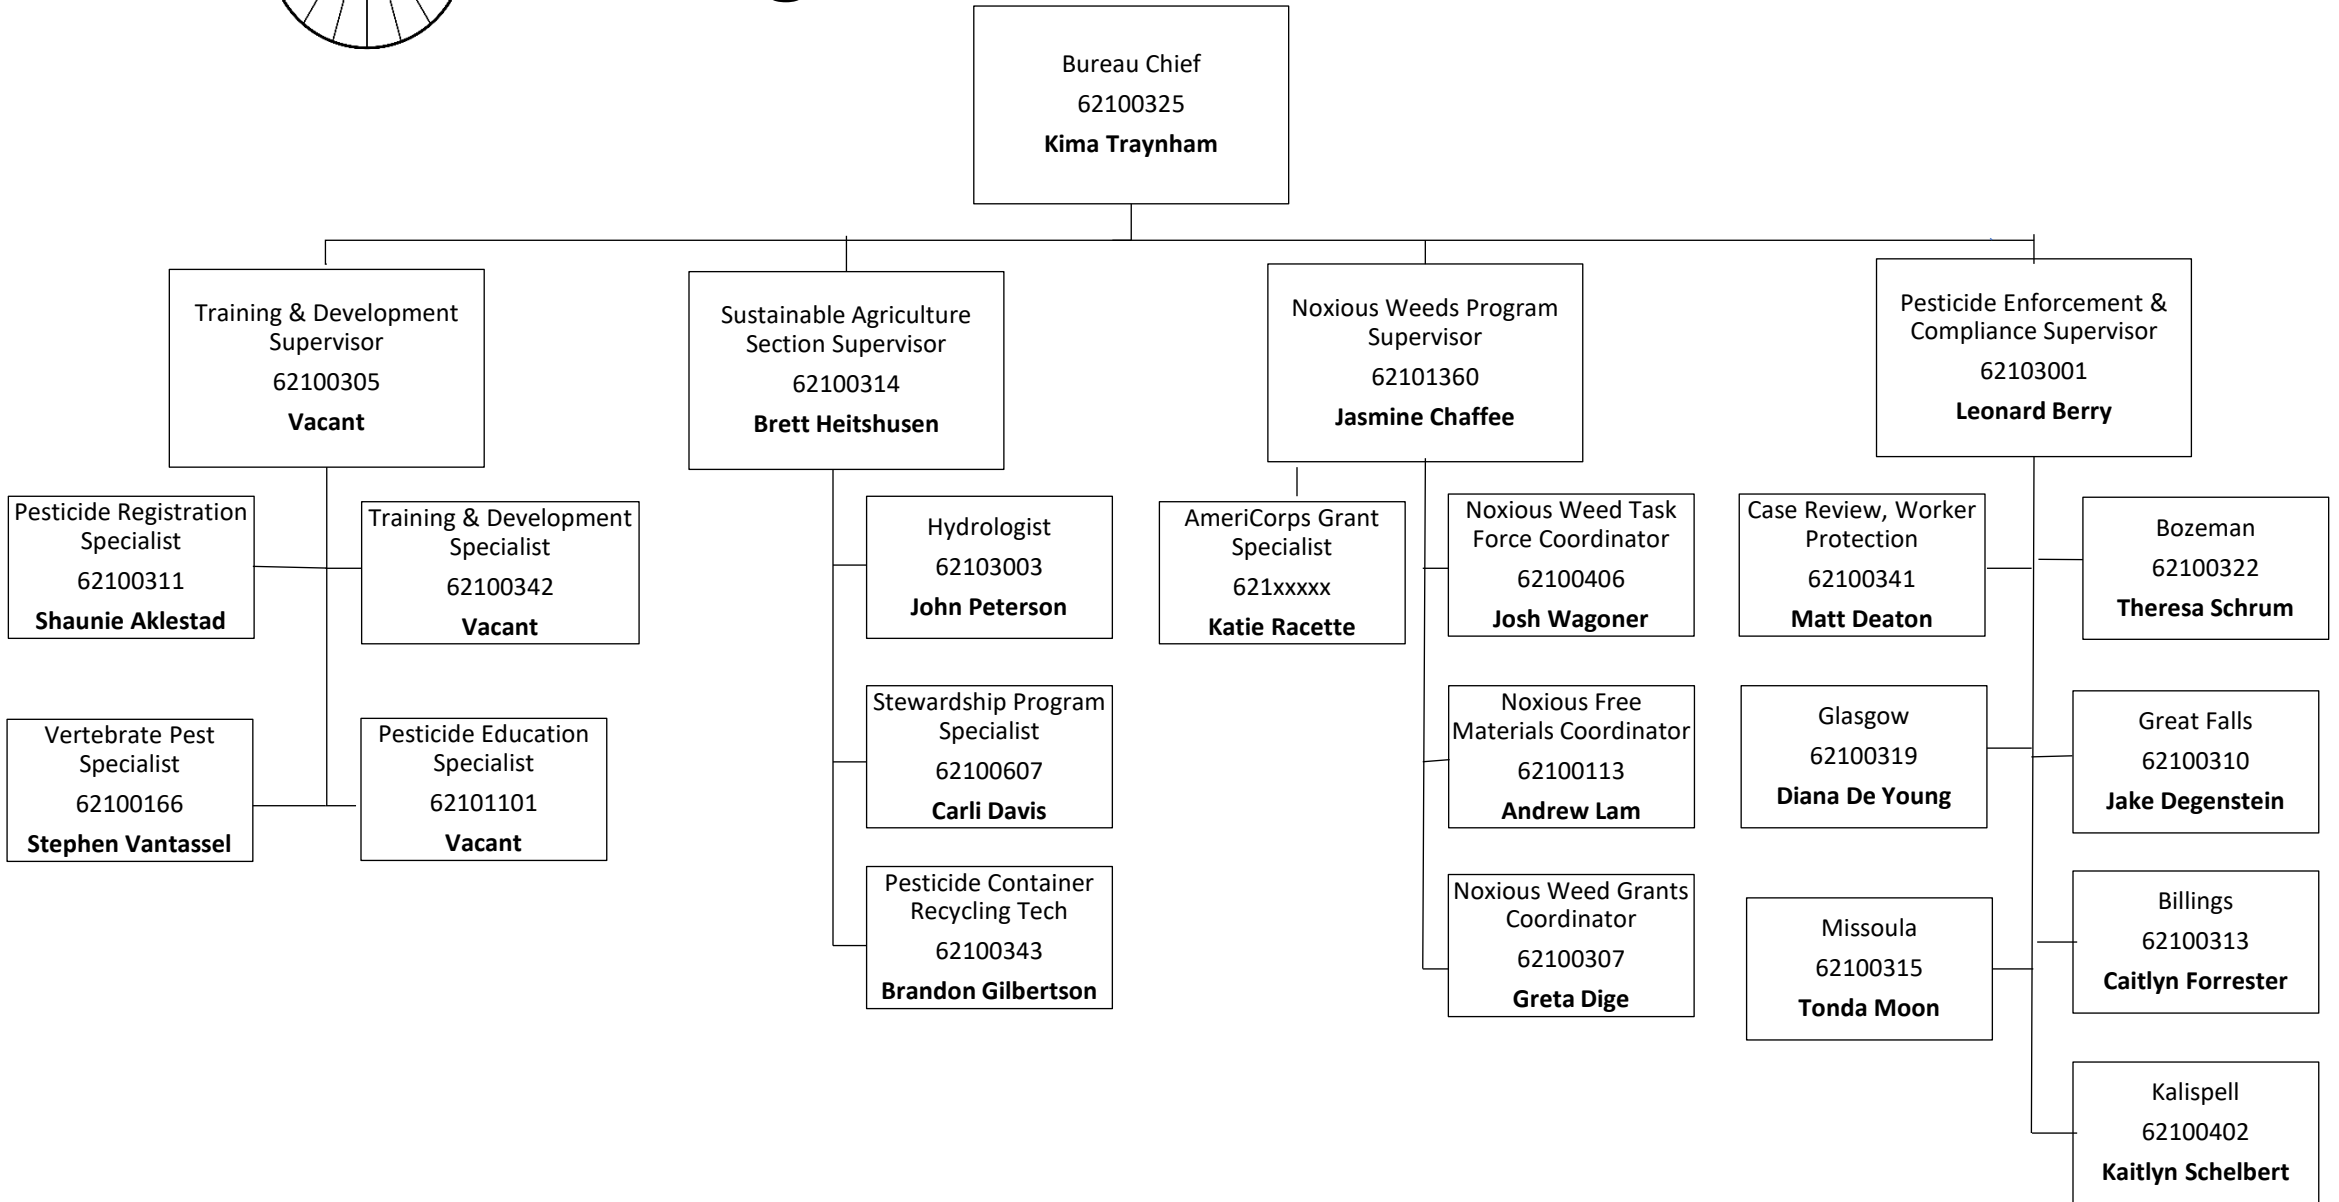 Bureau Chief
62100325
Kima Traynham
Training & Development
Supervisor
62100305
Vacant
Sustainable Agriculture
Section Supervisor
62100314
Brett Heitshusen
Noxious Weeds Program
Supervisor
62101360
Jasmine Chaffee
Pesticide Enforcement &
Compliance Supervisor
62103001
Leonard Berry
Pesticide Registration
Specialist
62100311
Shaunie Aklestad
Training & Development
Specialist
62100342
Vacant
Vertebrate Pest
Specialist
62100166
Stephen Vantassel
Pesticide Education
Specialist
62101101
Vacant
Hydrologist
62103003
John Peterson
Stewardship Program
Specialist
62100607
Carli Davis
Pesticide Container
Recycling Tech
62100343
Brandon Gilbertson
AmeriCorps Grant
Specialist
621xxxxx
Katie Racette
Noxious Weed Task
Force Coordinator
62100406
Josh Wagoner
Noxious Free
Materials Coordinator
62100113
Andrew Lam
Noxious Weed Grants
Coordinator
62100307
Greta Dige
Case Review, Worker
Protection
62100341
Matt Deaton
Bozeman
62100322
Theresa Schrum
Glasgow
62100319
Diana De Young
Great Falls
62100310
Jake Degenstein
Missoula
62100315
Tonda Moon
Billings
62100313
Caitlyn Forrester
Kalispell
62100402
Kaitlyn Schelbert